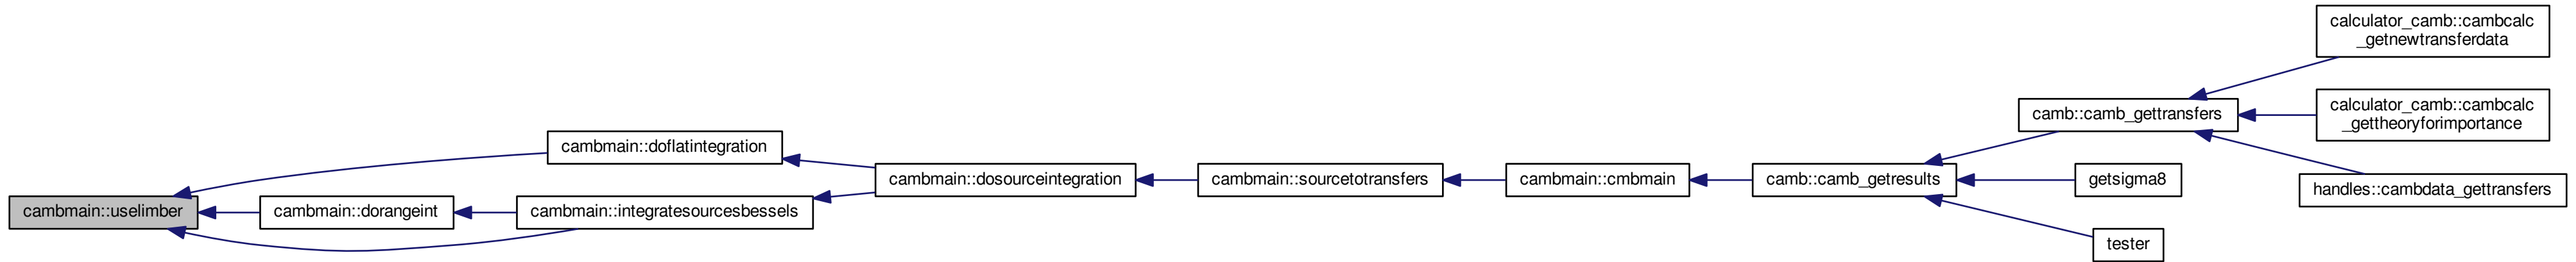 cambmain::uselimber
cambmain::doflatintegration
cambmain::dorangeint
cambmain::integratesourcesbessels
cambmain::dosourceintegration
cambmain::sourcetotransfers
cambmain::cmbmain
camb::camb_getresults
camb::camb_gettransfers
getsigma8
tester
calculator_camb::cambcalc
_getnewtransferdata
calculator_camb::cambcalc
_gettheoryforimportance
handles::cambdata_gettransfers